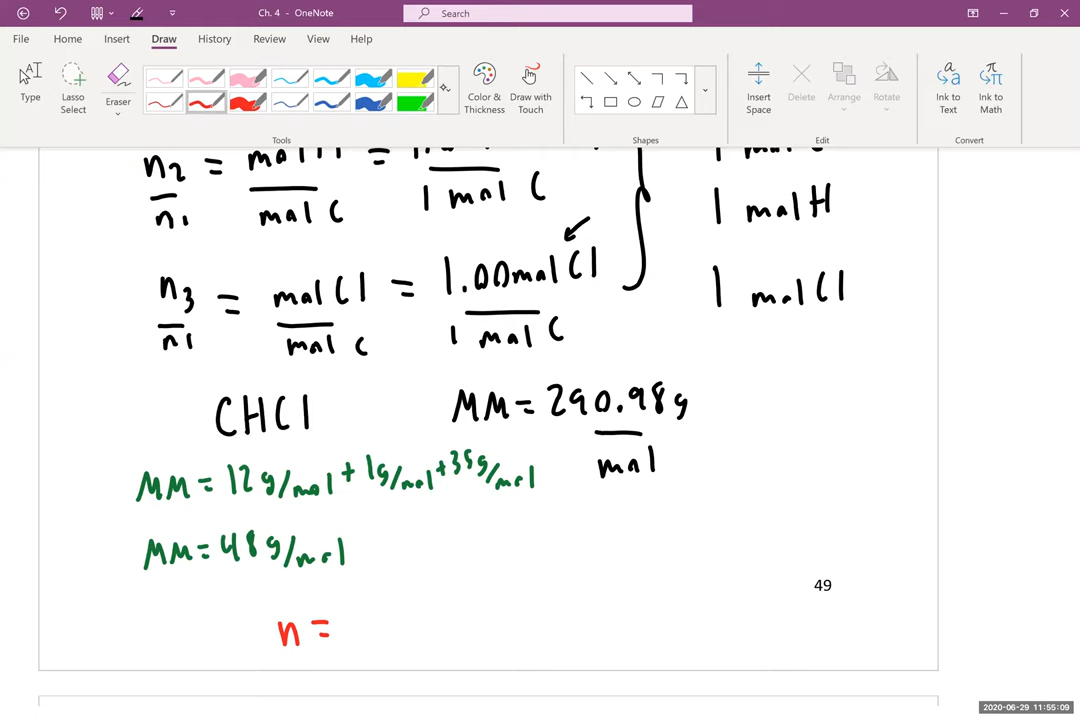 Ch. 4 - OneNote
Search
File Home Insert Draw History Review View Help
Type
Lasso Select
Eraser
Color & Thickness
Draw with Touch
Insert Space
Delete
Arrange
Rotate
Ink to Text
Ink to Math
Tools
Shapes
Edit
Convert
n2/n1 = mol H/mol C = 1 mol C
1 mol H
n3/n1 = mol Cl/mol C = 1.00 mol Cl/1 mol C
1 mol Cl
CHCl
MM = 290.98 g/mol
MM = 12 g/mol + 1 g/mol + 35 g/mol
MM = 48 g/mol
49
n =
2020-06-29 11:55:09